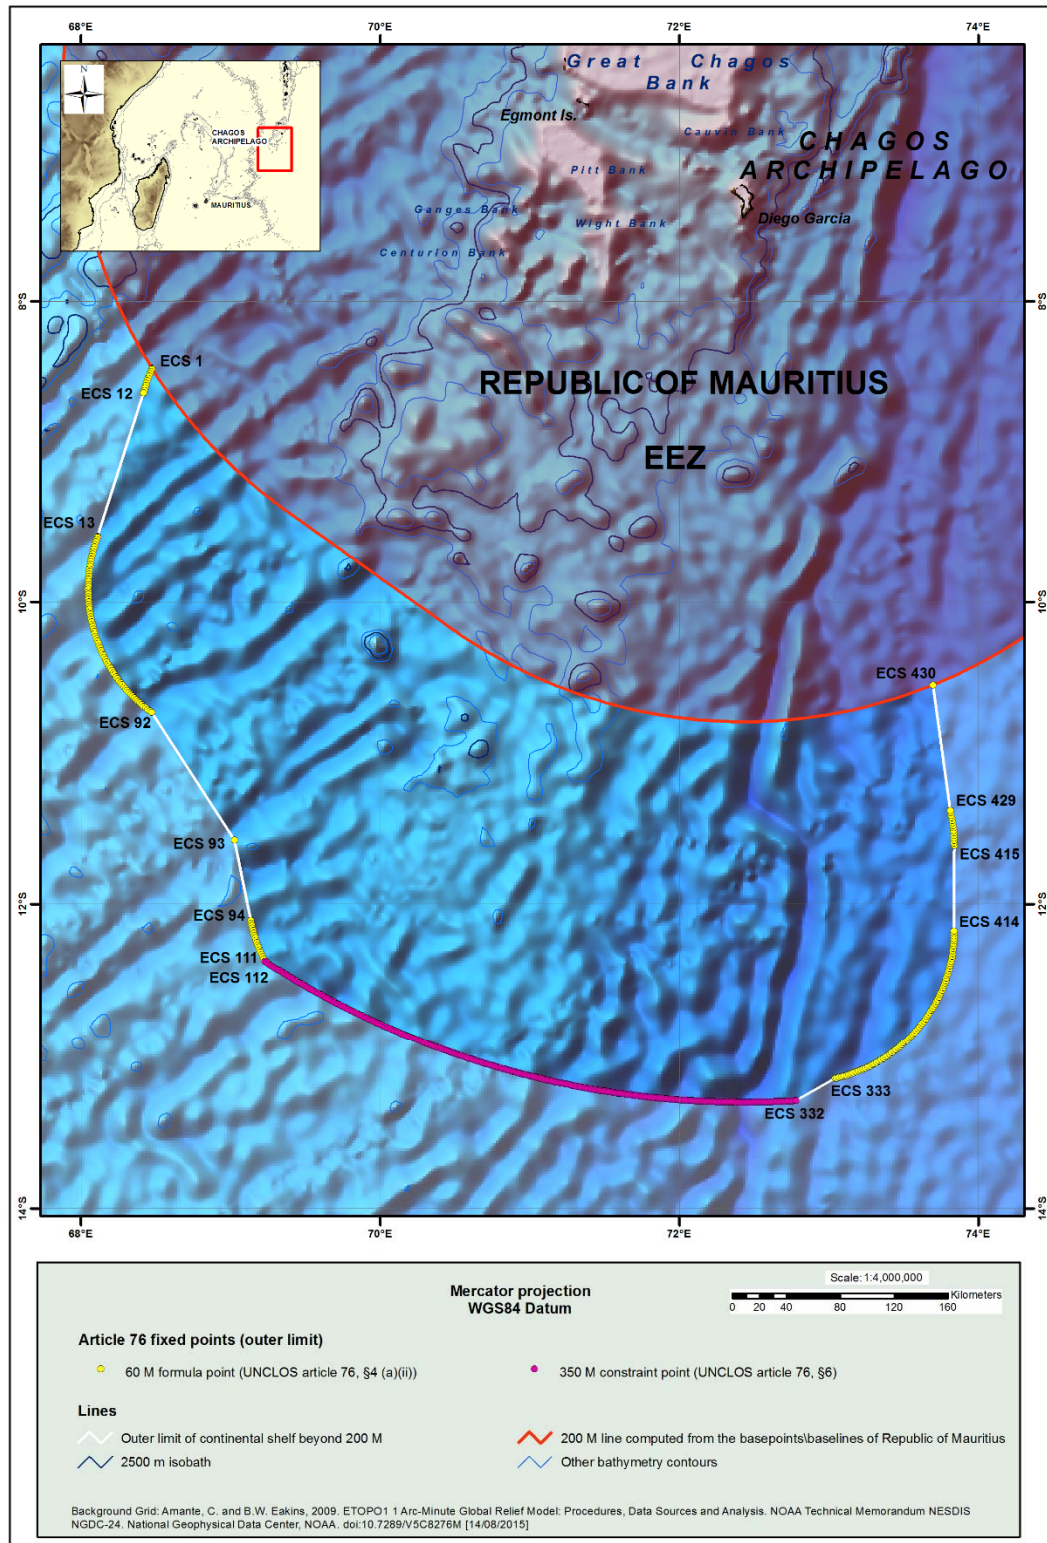 68°E 70°E 72°E 74°E
N
CHAGOS
ARCHIPELAGO
MAURITIUS
Great Chagos
Bank
Egmont Is.
Cauvin Bank
CHAGOS
ARCHIPELAGO
Pitt Bank
Ganges Bank
Wight Bank
Diego Garcia
Centurion Bank
8°S 8°S
ECS 1
ECS 12
REPUBLIC OF MAURITIUS
EEZ
ECS 13
10°S 10°S
ECS 430
ECS 92
ECS 429
ECS 93
ECS 415
12°S 12°S
ECS 94
ECS 414
ECS 111
ECS 112
ECS 333
ECS 332
14°S 14°S
68°E 70°E 72°E 74°E
Mercator projection
WGS84 Datum
Scale: 1:4,000,000
Kilometers
0 20 40 80 120 160
Article 76 fixed points (outer limit)
60 M formula point (UNCLOS article 76, §4 (a)(ii))
350 M constraint point (UNCLOS article 76, §6)
Lines
Outer limit of continental shelf beyond 200 M
200 M line computed from the basepoints\baselines of Republic of Mauritius
2500 m isobath
Other bathymetry contours
Background Grid: Amante, C. and B.W. Eakins, 2009. ETOPO1 1 Arc-Minute Global Relief Model: Procedures, Data Sources and Analysis. NOAA Technical Memorandum NESDIS
NGDC-24. National Geophysical Data Center, NOAA. doi:10.7289/V5C8276M [14/08/2015]